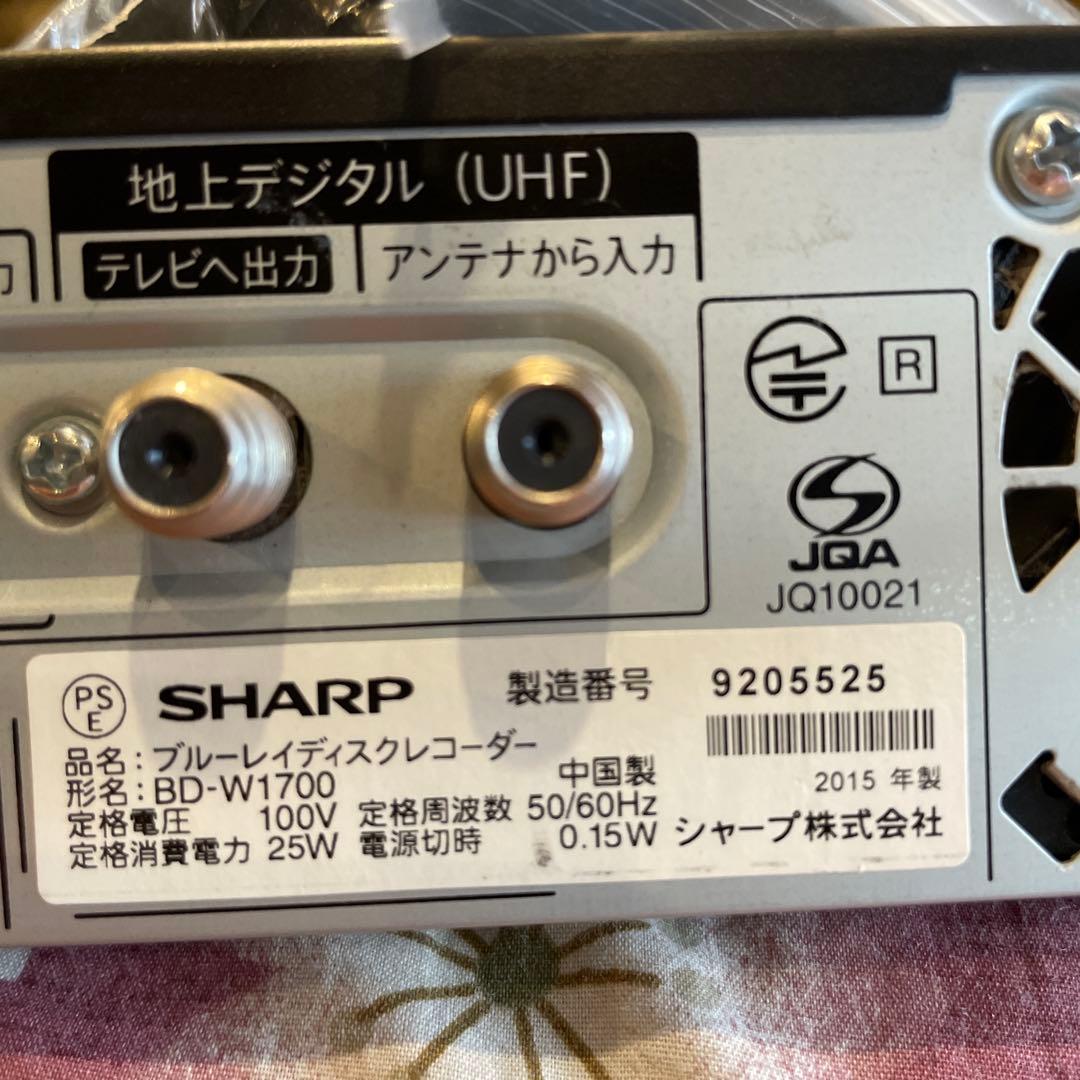 地上デジタル (UHF)
力
テレビへ出力
アンテナから入力
R
JQA
JQ10021
PSE
SHARP
製造番号 9205525
品名:ブルーレイディスクレコーダー
形名:BD-W1700
中国製
2015 年製
定格電圧 100V 定格周波数 50/60Hz
定格消費電力 25W 電源切時 0.15W シャープ株式会社